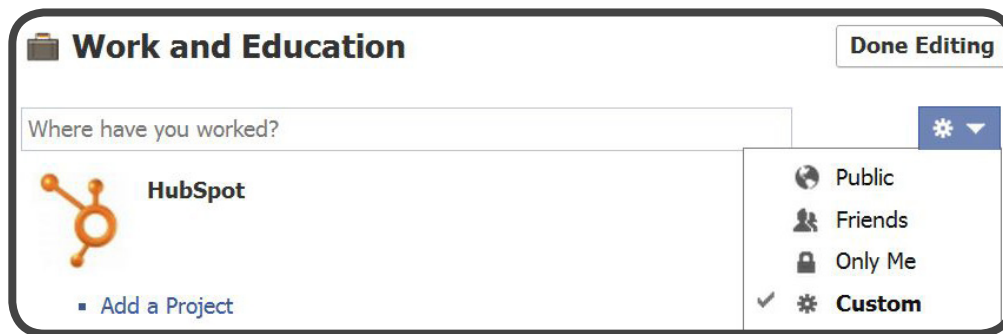 Work and Education
Done Editing
Where have you worked?
HubSpot
Public
Friends
Only Me
Custom
Add a Project